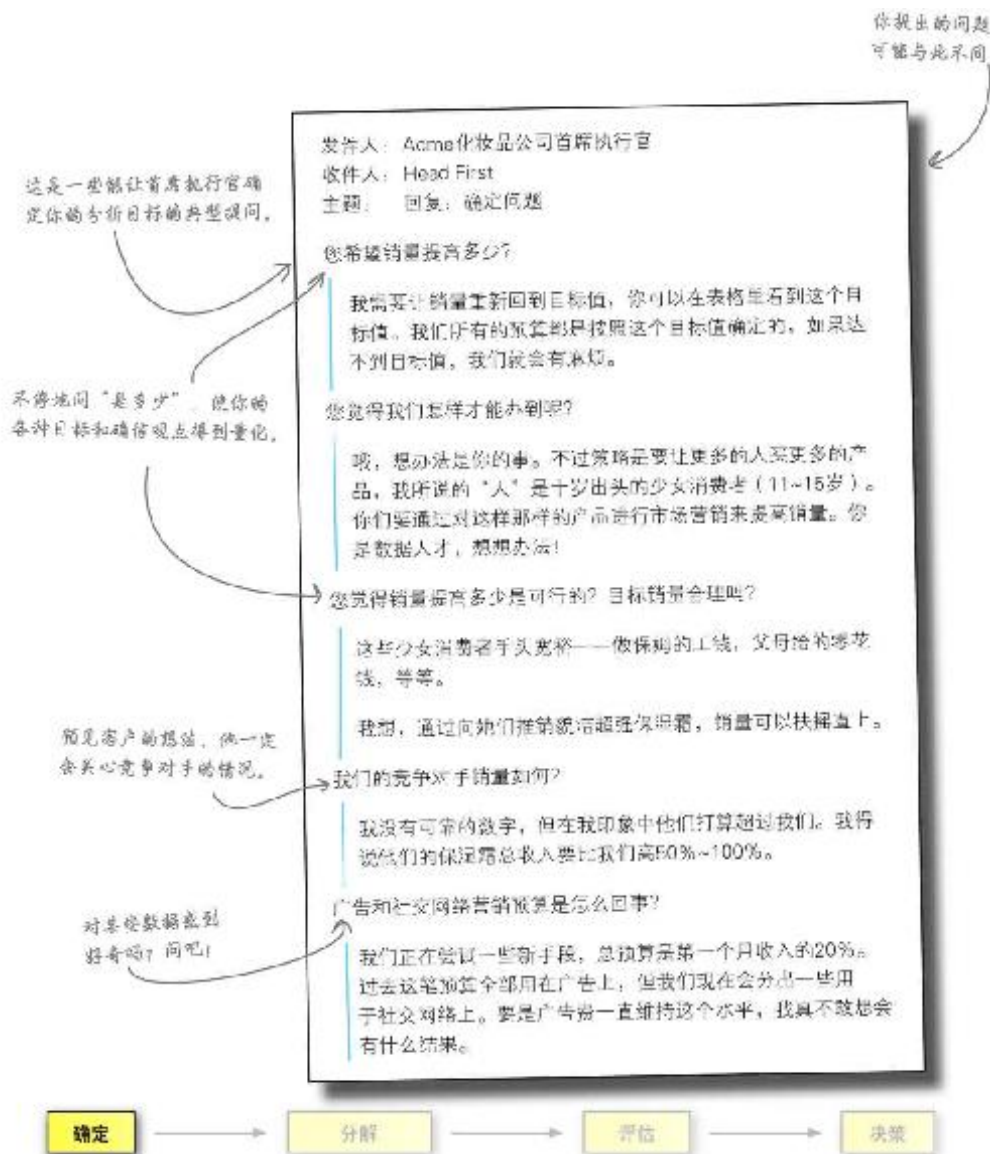 你提出的问题
可能与此不同
发件人：Acme化妆品公司首席执行官
收件人：Head First
主题：　回复：确定问题
这是一些能让首席执行官确
定你的分析目标的典型提问。
您希望销量提高多少？
我需要让销量重新回到目标值，你可以在表格里看到这个目
标值。我们所有的预算都是按照这个目标值确定的，如果达
不到目标值，我们就会有麻烦。
不停地问“是多少”，使你的
各种目标和确信观点得到量化。
您觉得我们怎样才能办到呢？
哦，想办法是你的事。不过策略是要让更多的人买更多的产
品，我所说的“人”是十岁出头的少女消费者（11~15岁）。
你们要通过对这样那样的产品进行市场营销来提高销量。你
是数据人才，想想办法！
您觉得销量提高多少是可行的？目标销量合理吗？
这些少女消费者手头宽裕——做保姆的工钱，父母给的零花
钱，等等。
我想，通过向她们推销貌洁超强保湿霜，销量可以扶摇直上。
预见客户的想法，他一定
会关心竞争对手的情况。
我们的竞争对手销量如何？
我没有可靠的数字，但在我印象中他们打算超过我们。我得
说他们的保湿霜总收入要比我们高50%~100%。
对某些数据感到
好奇吗？问吧！
广告和社交网络营销预算是怎么回事？
我们正在尝试一些新手段，总预算是第一个月收入的20%。
过去这笔预算全部用在广告上，但我们现在会分出一些用
于社交网络上。要是广告费一直维持这个水平，我真不敢想会
有什么结果。
确定
分解
评估
决策